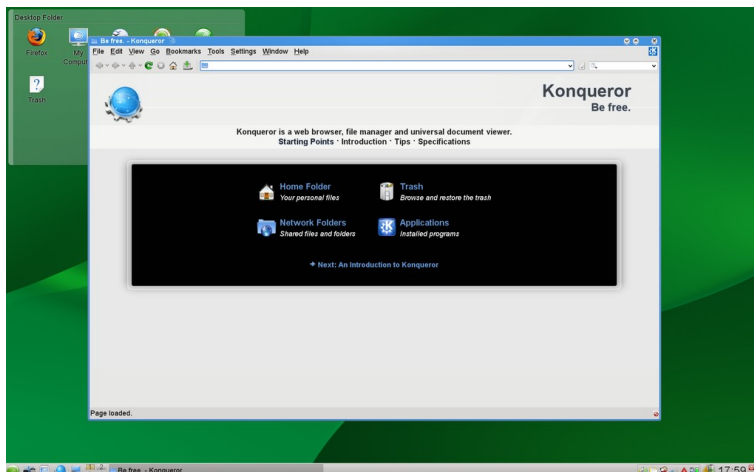 Desktop Folder
Firefox
My
Comput
Trash
Be free. - Konqueror
File Edit View Go Bookmarks Tools Settings Window Help
Konqueror
Be free.
Konqueror is a web browser, file manager and universal document viewer.
Starting Points · Introduction · Tips · Specifications
Home Folder
Your personal files
Trash
Browse and restore the trash
Network Folders
Shared files and folders
Applications
Installed programs
Next: An Introduction to Konqueror
Page loaded.
Be free. - Konqueror
17:59